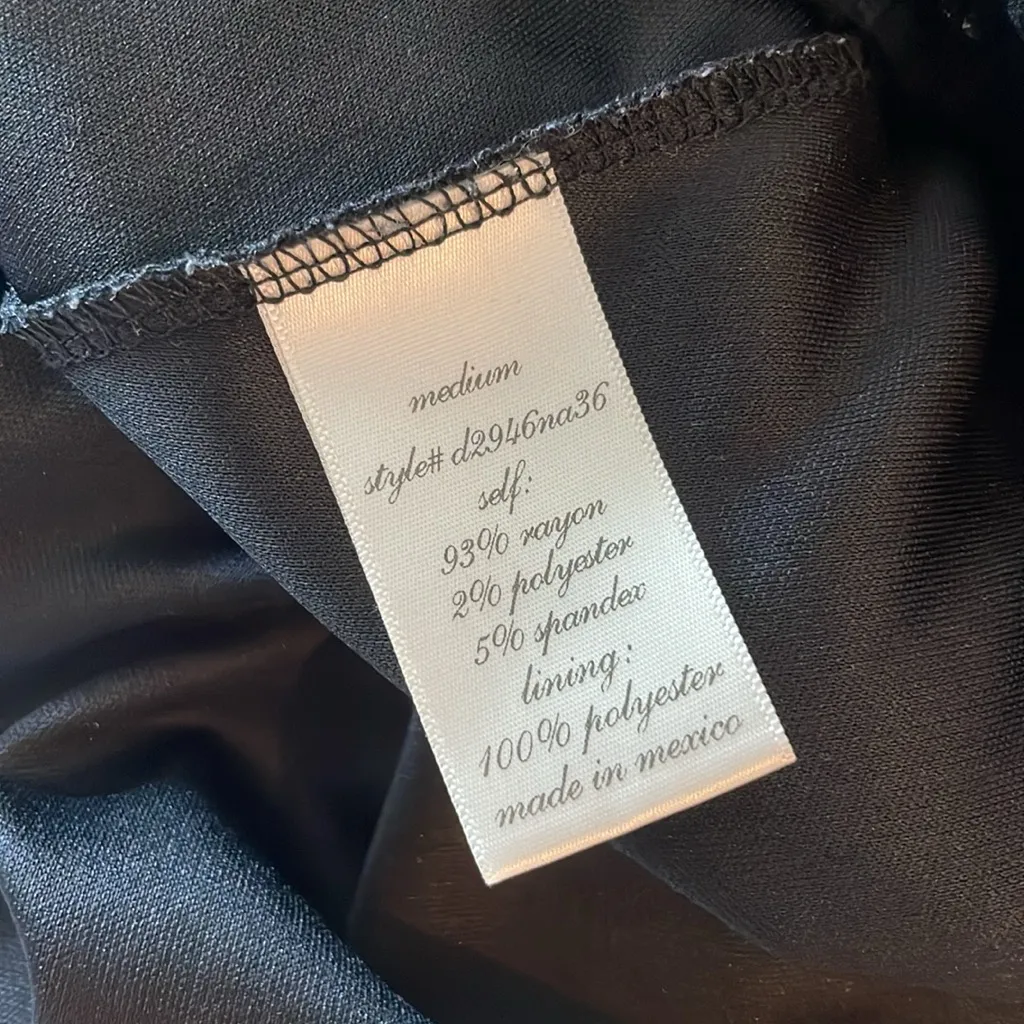 medium
style# d2946na36
self:
93% rayon
2% polyester
5% spandex
lining:
100% polyester
made in mexico